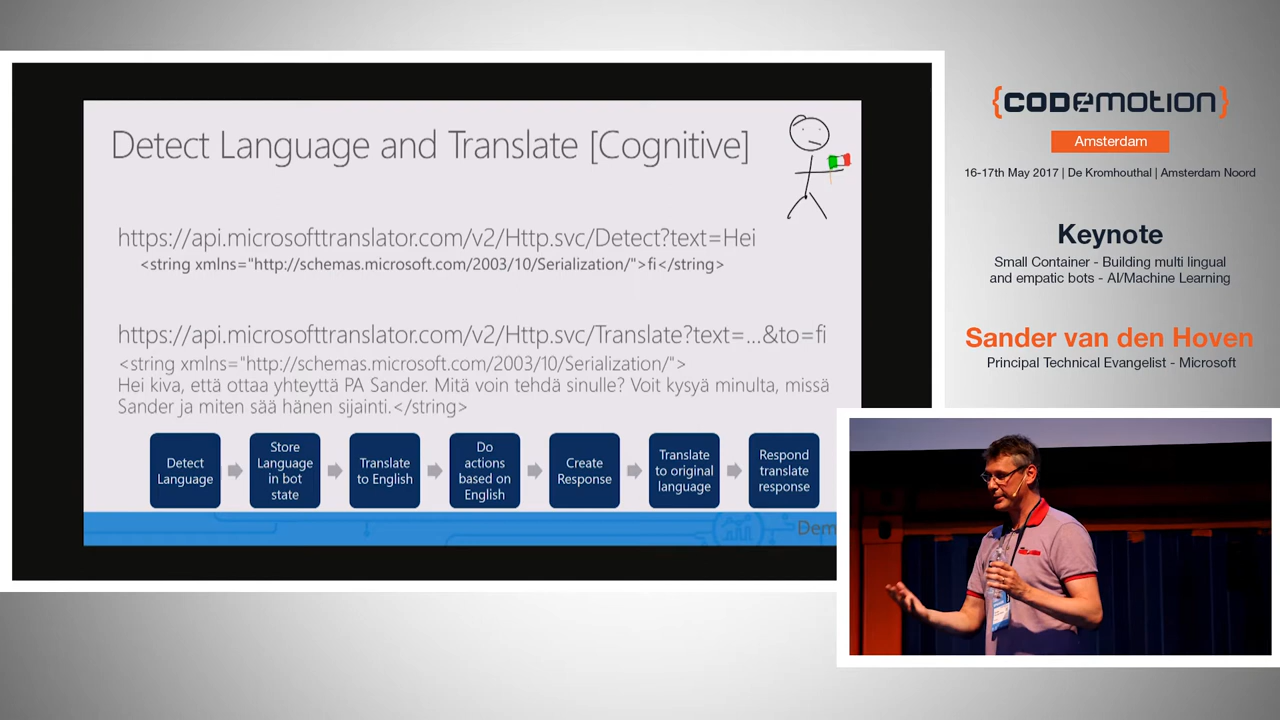 Detect Language and Translate [Cognitive]
https://api.microsofttranslator.com/v2/Http.svc/Detect?text=Hei
<string xmlns="http://schemas.microsoft.com/2003/10/Serialization/">fi</string>
https://api.microsofttranslator.com/v2/Http.svc/Translate?text=...&to=fi
<string xmlns="http://schemas.microsoft.com/2003/10/Serialization/">
Hei kiva, että ottaa yhteyttä PA Sander. Mitä voin tehdä sinulle? Voit kysyä minulta, missä
Sander ja miten sää hänen sijainti.</string>
Detect
Language
Store
Language
in bot
state
Translate
to English
Do
actions
based on
English
Create
Response
Translate
to original
language
Respond
translate
response
Dem
{CODEMOTION}
Amsterdam
16-17th May 2017 | De Kromhouthal | Amsterdam Noord
Keynote
Small Container - Building multi lingual
and empatic bots - AI/Machine Learning
Sander van den Hoven
Principal Technical Evangelist - Microsoft